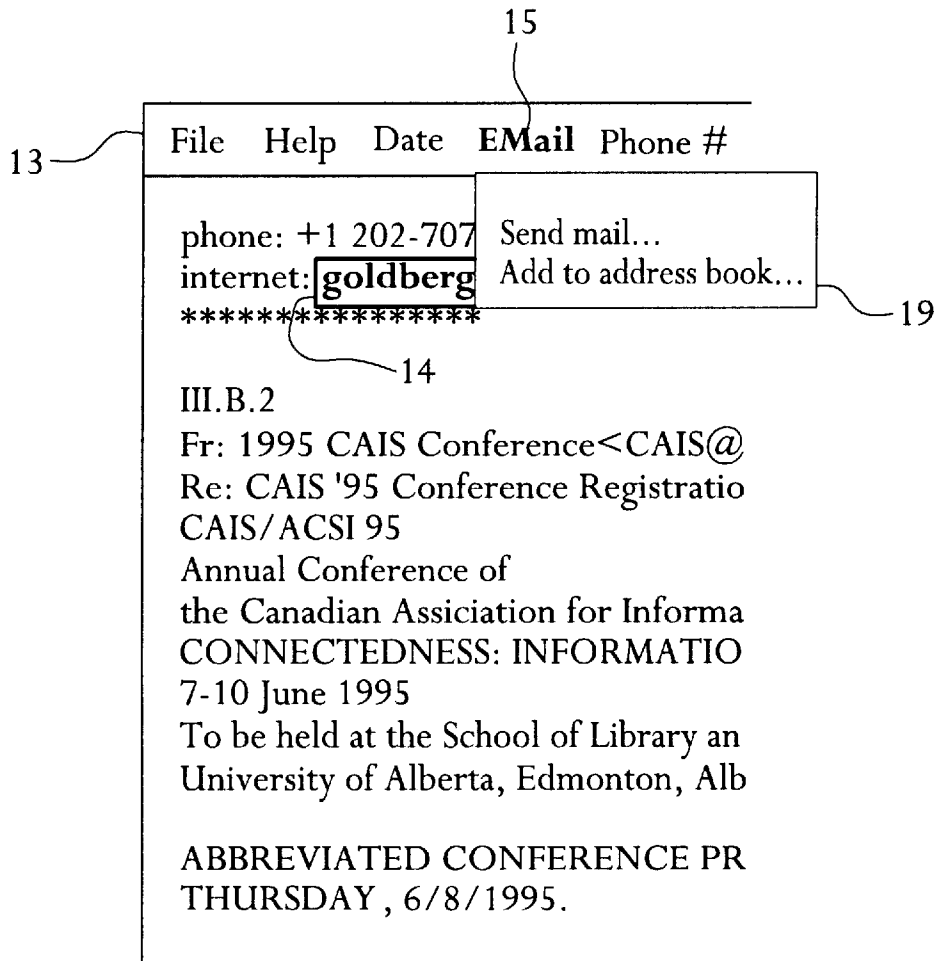 15
13
File Help Date EMail Phone #
phone: +1 202-707
Send mail...
internet: goldberg
Add to address book...
****************
19
14
III.B.2
Fr: 1995 CAIS Conference<CAIS@
Re: CAIS '95 Conference Registratio
CAIS/ACSI 95
Annual Conference of
the Canadian Assiciation for Informa
CONNECTEDNESS: INFORMATIO
7-10 June 1995
To be held at the School of Library an
University of Alberta, Edmonton, Alb
ABBREVIATED CONFERENCE PR
THURSDAY , 6/8/1995.